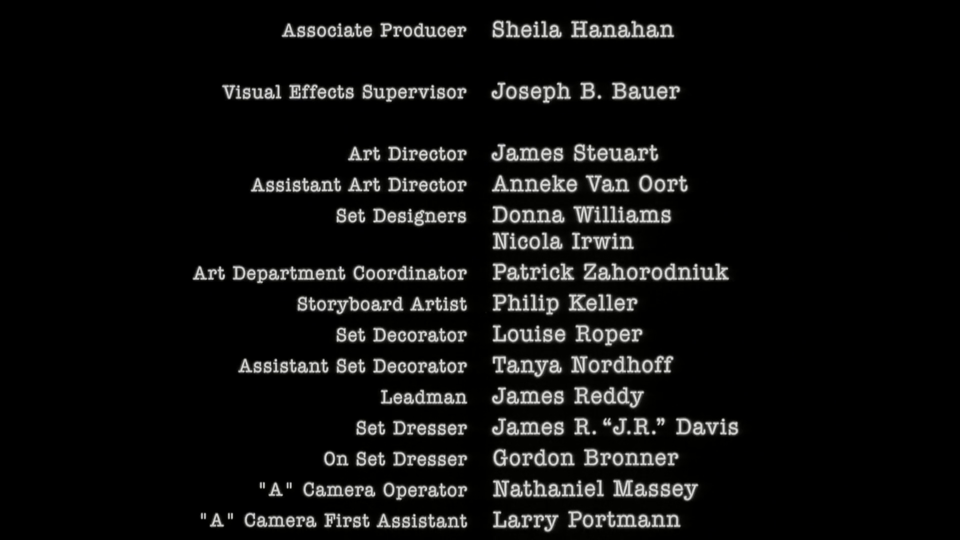 Associate Producer Sheila Hanahan
Visual Effects Supervisor Joseph B. Bauer
Art Director James Steuart
Assistant Art Director Anneke Van Oort
Set Designers Donna Williams
Nicola Irwin
Art Department Coordinator Patrick Zahorodniuk
Storyboard Artist Philip Keller
Set Decorator Louise Roper
Assistant Set Decorator Tanya Nordhoff
Leadman James Reddy
Set Dresser James R. “J.R.” Davis
On Set Dresser Gordon Bronner
"A" Camera Operator Nathaniel Massey
"A" Camera First Assistant Larry Portmann